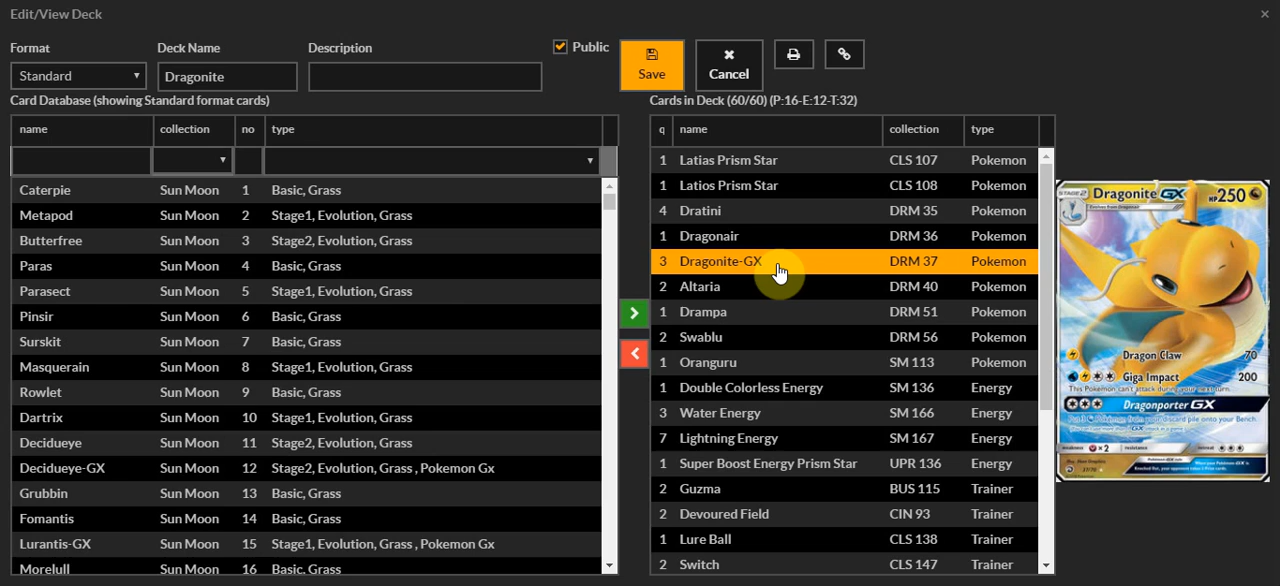 Edit/View Deck ×
Format Deck Name Description Public Save Cancel
Standard Dragonite
Card Database (showing Standard format cards)
name collection no type
Caterpie Sun Moon 1 Basic, Grass
Metapod Sun Moon 2 Stage1, Evolution, Grass
Butterfree Sun Moon 3 Stage2, Evolution, Grass
Paras Sun Moon 4 Basic, Grass
Parasect Sun Moon 5 Stage1, Evolution, Grass
Pinsir Sun Moon 6 Basic, Grass
Surskit Sun Moon 7 Basic, Grass
Masquerain Sun Moon 8 Stage1, Evolution, Grass
Rowlet Sun Moon 9 Basic, Grass
Dartrix Sun Moon 10 Stage1, Evolution, Grass
Decidueye Sun Moon 11 Stage2, Evolution, Grass
Decidueye-GX Sun Moon 12 Stage2, Evolution, Grass , Pokemon Gx
Grubbin Sun Moon 13 Basic, Grass
Fomantis Sun Moon 14 Basic, Grass
Lurantis-GX Sun Moon 15 Stage1, Evolution, Grass , Pokemon Gx
Morelull Sun Moon 16 Basic, Grass
Cards in Deck (60/60) (P:16-E:12-T:32)
q name collection type
1 Latias Prism Star CLS 107 Pokemon
1 Latios Prism Star CLS 108 Pokemon
4 Dratini DRM 35 Pokemon
1 Dragonair DRM 36 Pokemon
3 Dragonite-GX DRM 37 Pokemon
2 Altaria DRM 40 Pokemon
1 Drampa DRM 51 Pokemon
2 Swablu DRM 56 Pokemon
1 Oranguru SM 113 Pokemon
1 Double Colorless Energy SM 136 Energy
3 Water Energy SM 166 Energy
7 Lightning Energy SM 167 Energy
1 Super Boost Energy Prism Star UPR 136 Energy
2 Guzma BUS 115 Trainer
2 Devoured Field CIN 93 Trainer
1 Lure Ball CLS 138 Trainer
2 Switch CLS 147 Trainer
STAGE2 Dragonite GX HP250
Dragon Claw 70
Giga Impact 200
This Pokémon can't attack during your next turn.
Dragonporter GX